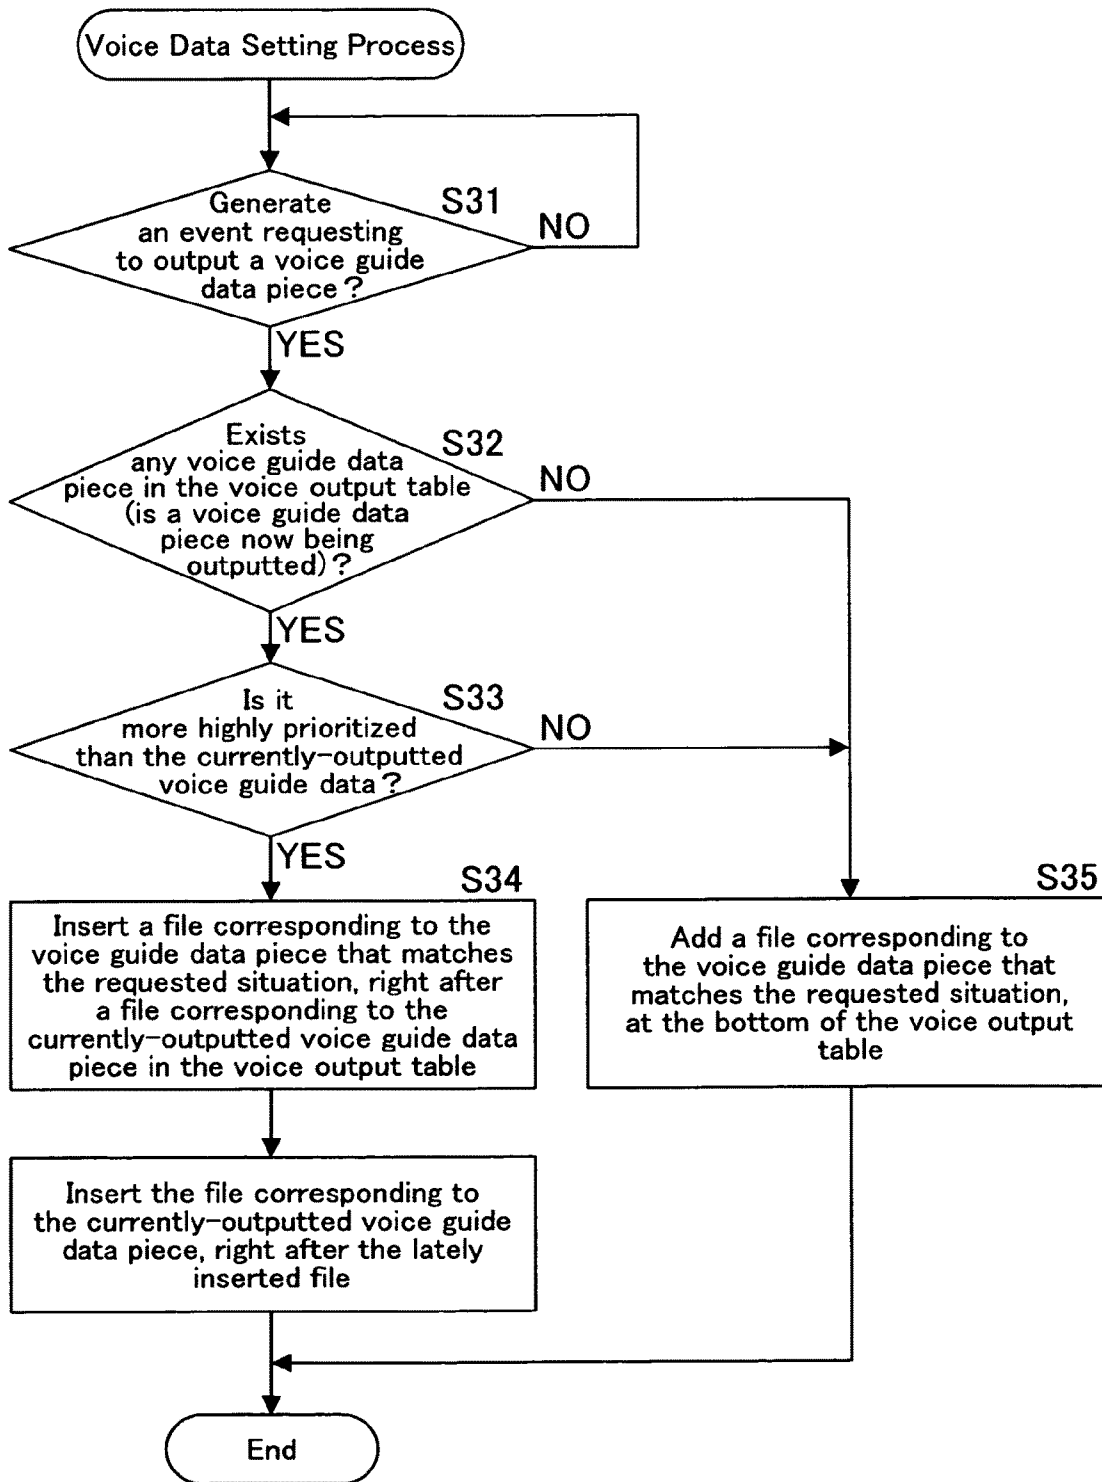 Voice Data Setting Process
S31
Generate
an event requesting
to output a voice guide
data piece?
NO
YES
S32
Exists
any voice guide data
piece in the voice output table
(is a voice guide data
piece now being
outputted)?
NO
YES
S33
Is it
more highly prioritized
than the currently-outputted
voice guide data?
NO
YES
S34
Insert a file corresponding to the
voice guide data piece that matches
the requested situation, right after
a file corresponding to the
currently-outputted voice guide data
piece in the voice output table
S35
Add a file corresponding to
the voice guide data piece that
matches the requested situation,
at the bottom of the voice output
table
Insert the file corresponding to
the currently-outputted voice guide
data piece, right after the lately
inserted file
End